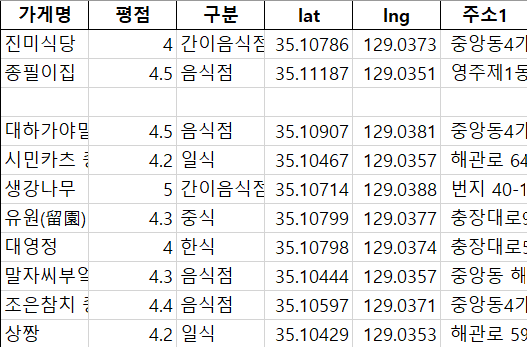 가게명 평점 구분 lat lng 주소1
진미식당 4 간이음식점 35.10786 129.0373 중앙동4가
종필이집 4.5 음식점 35.11187 129.0351 영주제1동
대하가야밀 4.5 음식점 35.10907 129.0381 중앙동4가
시민카츠 중 4.2 일식 35.10467 129.0357 해관로 64
생강나무 5 간이음식점 35.10714 129.0388 번지 40-1
유원(留園) 4.3 중식 35.10799 129.0377 충장대로9
대영정 4 한식 35.10798 129.0374 충장대로5
말자씨부엌 4.3 음식점 35.10444 129.0357 중앙동 해
조은참치 중 4.4 음식점 35.10597 129.0371 중앙동4가
상짱 4.2 일식 35.10429 129.0353 해관로 59